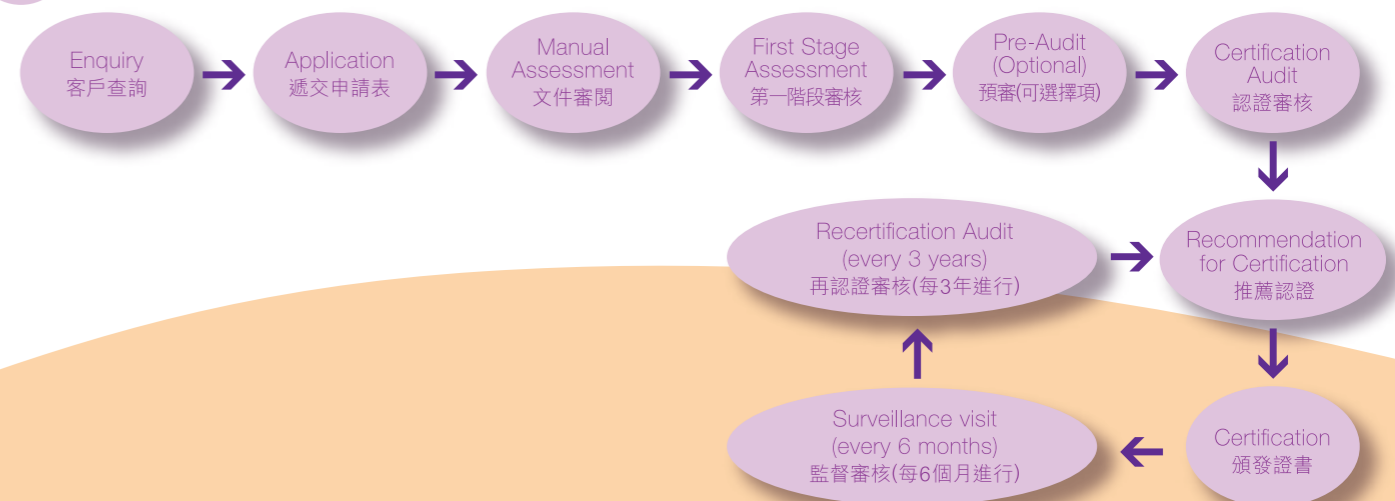 Enquiry
客戶查詢
Application
遞交申請表
Manual
Assessment
文件審閱
First Stage
Assessment
第一階段審核
Pre-Audit
(Optional)
預審(可選擇項)
Certification
Audit
認證審核
Recommendation
for Certification
推薦認證
Certification
頒發證書
Surveillance visit
(every 6 months)
監督審核(每6個月進行)
Recertification Audit
(every 3 years)
再認證審核(每3年進行)